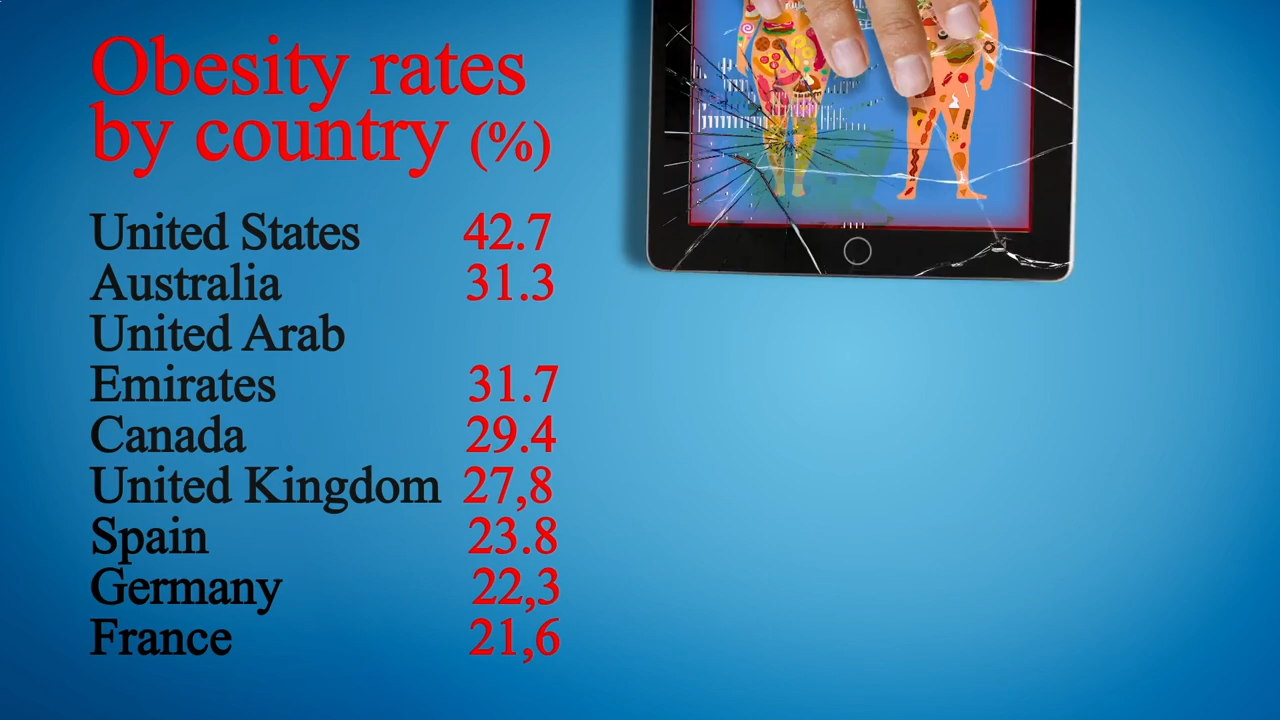 Obesity rates
by country (%)
United States 42.7
Australia 31.3
United Arab
Emirates 31.7
Canada 29.4
United Kingdom 27,8
Spain 23.8
Germany 22,3
France 21,6